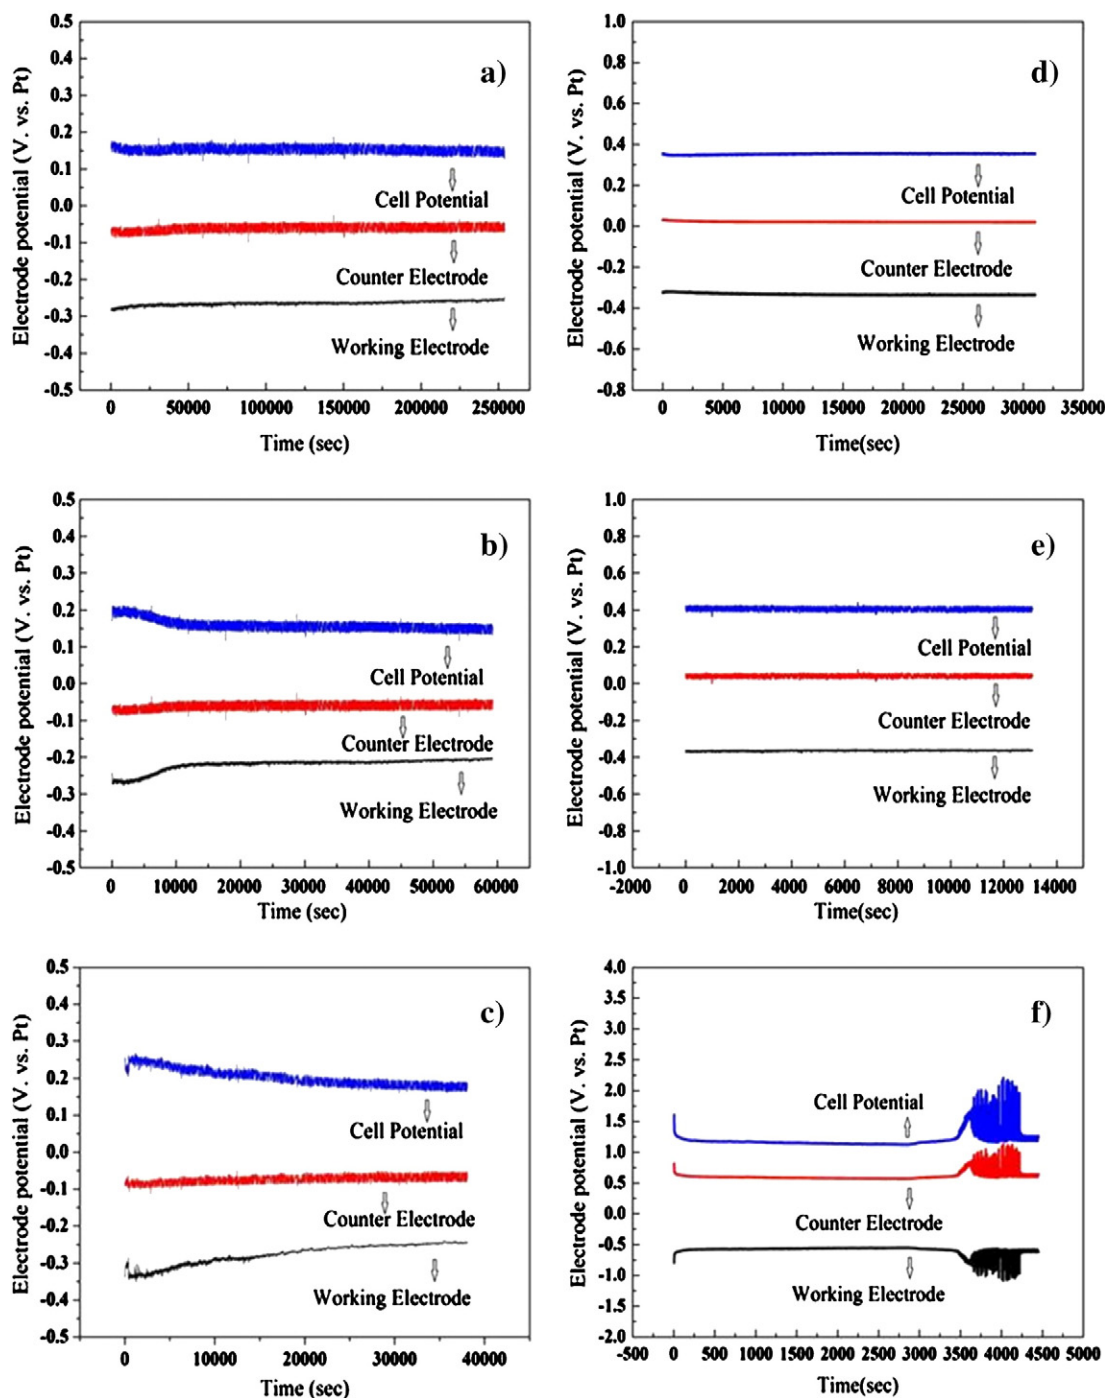 a)
Electrode potential (V. vs. Pt)
0.5
0.4
0.3
0.2
0.1
0.0
-0.1
-0.2
-0.3
-0.4
-0.5
Cell Potential
Counter Electrode
Working Electrode
0 50000 100000 150000 200000 250000
Time (sec)
d)
Electrode potential (V. vs. Pt)
1.0
0.8
0.6
0.4
0.2
0.0
-0.2
-0.4
-0.6
-0.8
Cell Potential
Counter Electrode
Working Electrode
0 5000 10000 15000 20000 25000 30000 35000
Time(sec)
b)
Electrode potential (V. vs. Pt)
0.5
0.4
0.3
0.2
0.1
0.0
-0.1
-0.2
-0.3
-0.4
-0.5
Cell Potential
Counter Electrode
Working Electrode
0 10000 20000 30000 40000 50000 60000
Time (sec)
e)
Electrode potential (V. vs. Pt)
1.0
0.8
0.6
0.4
0.2
0.0
-0.2
-0.4
-0.6
-0.8
-1.0
Cell Potential
Counter Electrode
Working Electrode
-2000 0 2000 4000 6000 8000 10000 12000 14000
Time(sec)
c)
Electrode potential (V. vs. Pt)
0.5
0.4
0.3
0.2
0.1
0.0
-0.1
-0.2
-0.3
-0.4
-0.5
Cell Potential
Counter Electrode
Working Electrode
0 10000 20000 30000 40000
Time (sec)
f)
Electrode potential (V. vs. Pt)
4.0
3.5
3.0
2.5
2.0
1.5
1.0
0.5
0.0
-0.5
-1.0
-1.5
-2.0
Cell Potential
Counter Electrode
Working Electrode
-500 0 500 1000 1500 2000 2500 3000 3500 4000 4500 5000
Time(sec)